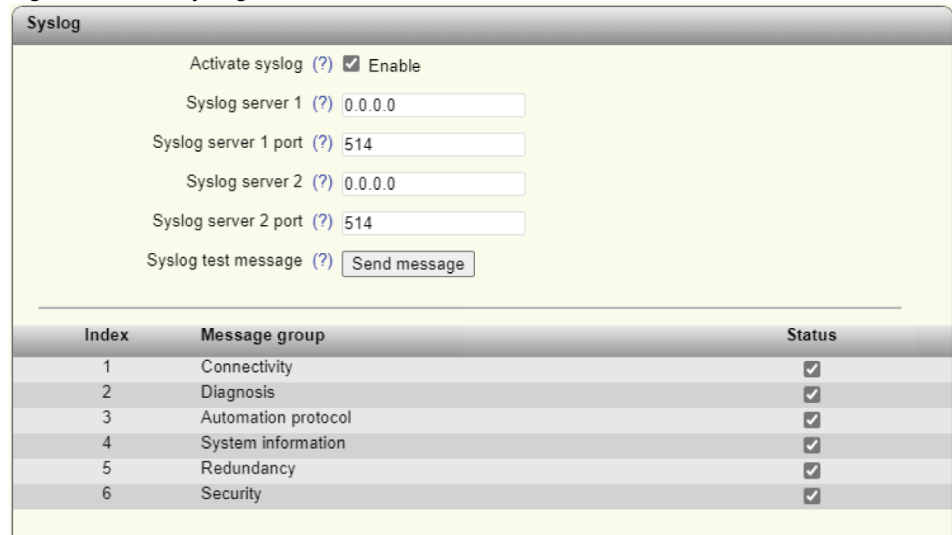 Syslog
Activate syslog (?) Enable
Syslog server 1 (?) 0.0.0.0
Syslog server 1 port (?) 514
Syslog server 2 (?) 0.0.0.0
Syslog server 2 port (?) 514
Syslog test message (?) Send message
Index Message group Status
1 Connectivity
2 Diagnosis
3 Automation protocol
4 System information
5 Redundancy
6 Security